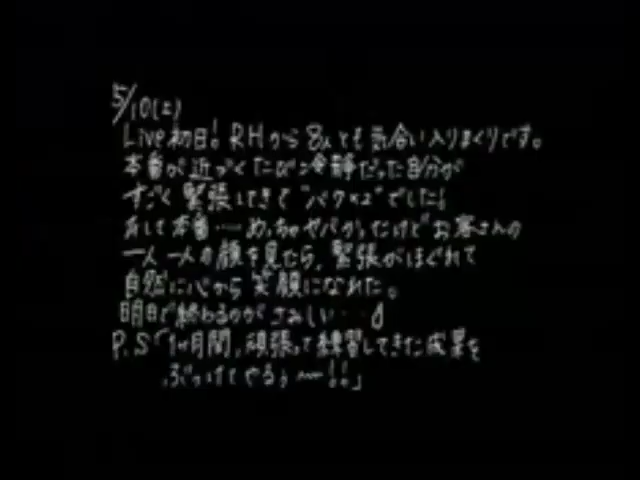 5/10(土)
Live初日！RHから8人とも気合い入りまくりです。
本番が近づくたびに冷静だった自分が
すごく緊張してきて"バクバク"でした！
そして本番…めっちゃヤバかったけどお客さんの
一人一人の顔を見たら、緊張がほぐれて
自然に心から笑顔になれた。
明日で終わるのがさみしい…
P.S「1ヶ月間、頑張って練習してきた成果を
ぶつけてやるぅ〜!!」